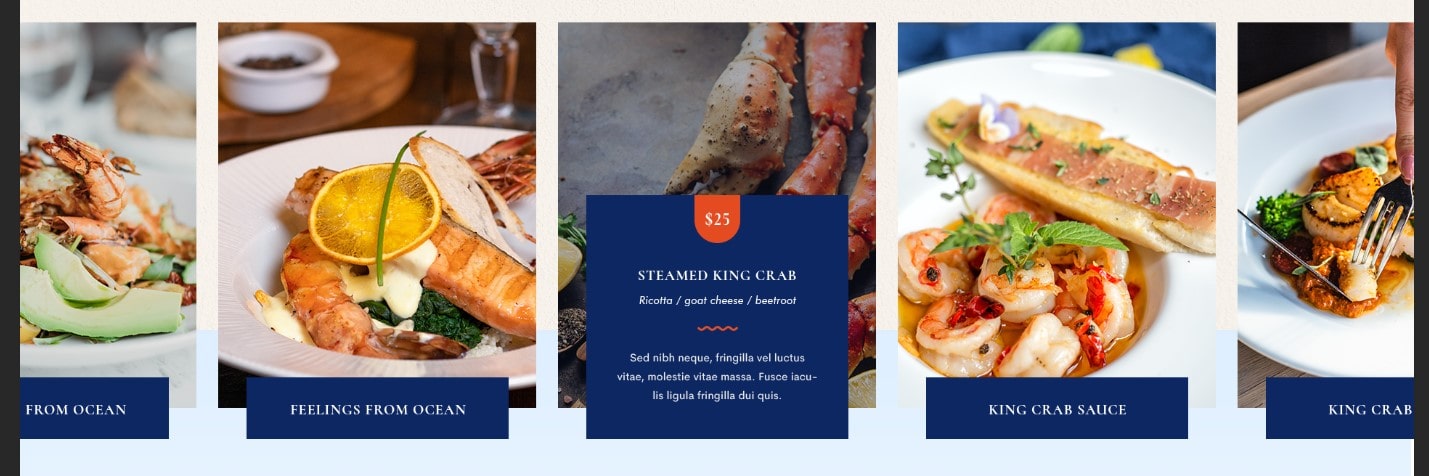 FROM OCEAN
FEELINGS FROM OCEAN
$25
STEAMED KING CRAB
Ricotta / goat cheese / beetroot
Sed nibh neque, fringilla vel luctus
vitae, molestie vitae massa. Fusce iacu-
lis ligula fringilla dui quis.
KING CRAB SAUCE
KING CRAB